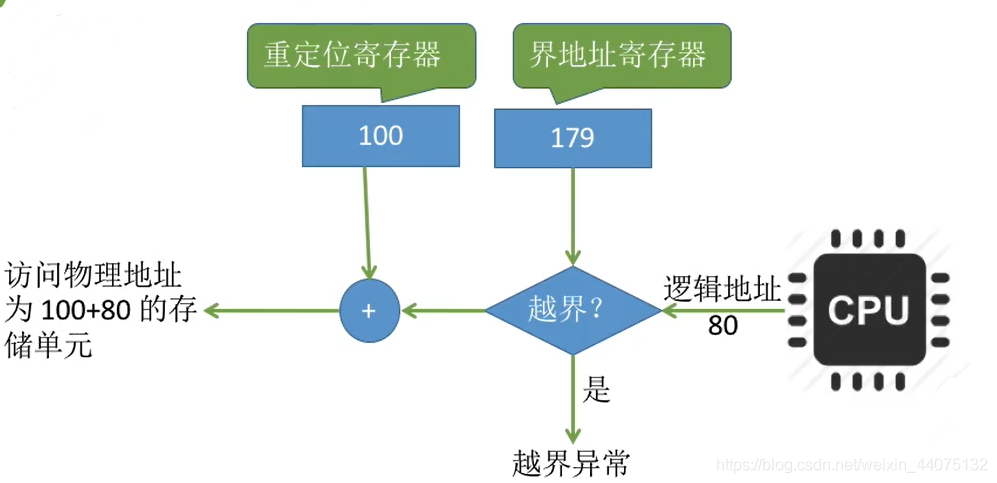 重定位寄存器
界地址寄存器
100
179
访问物理地址
为 100+80 的存
储单元
+
越界？
逻辑地址
80
CPU
是
越界异常
https://blog.csdn.net/weixin_44075132